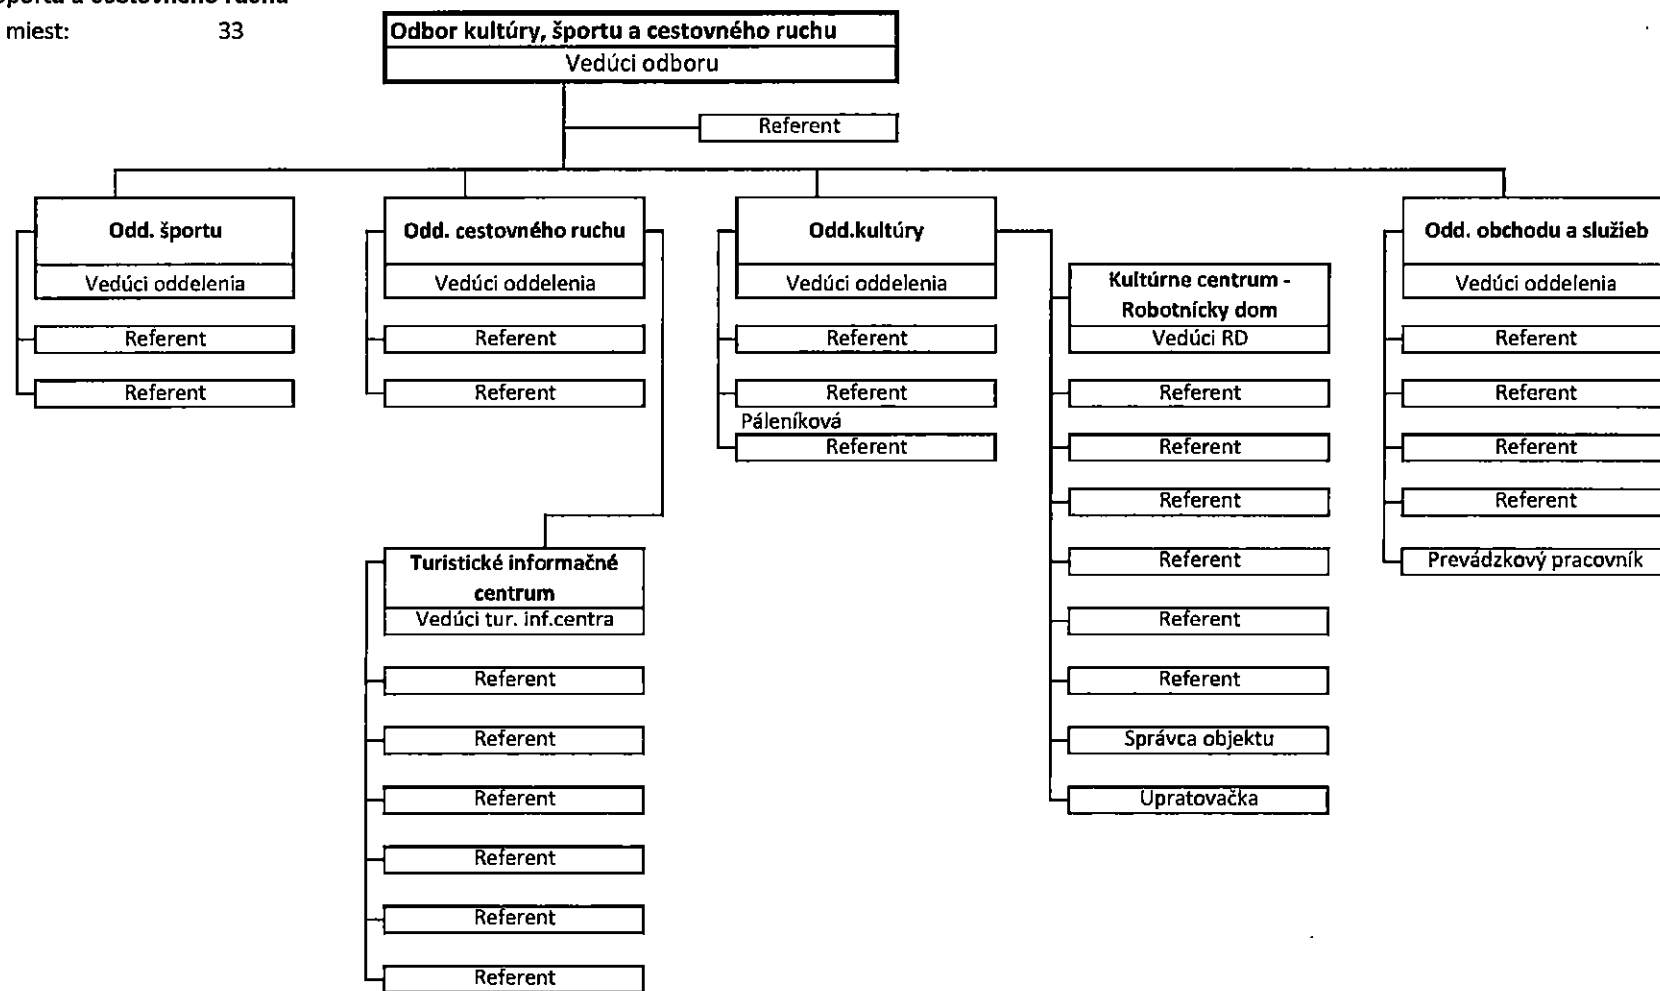 športu a cestovného ruchu
miest: 33
Odbor kultúry, športu a cestovného ruchu
Vedúci odboru
Referent
Odd. športu
Vedúci oddelenia
Referent
Referent
Odd. cestovného ruchu
Vedúci oddelenia
Referent
Referent
Turistické informačné
centrum
Vedúci tur. inf.centra
Referent
Referent
Referent
Referent
Referent
Referent
Odd.kultúry
Vedúci oddelenia
Referent
Referent
Páleníková
Referent
Kultúrne centrum -
Robotnícky dom
Vedúci RD
Referent
Referent
Referent
Referent
Referent
Referent
Správca objektu
Upratovačka
Odd. obchodu a služieb
Vedúci oddelenia
Referent
Referent
Referent
Referent
Prevádzkový pracovník